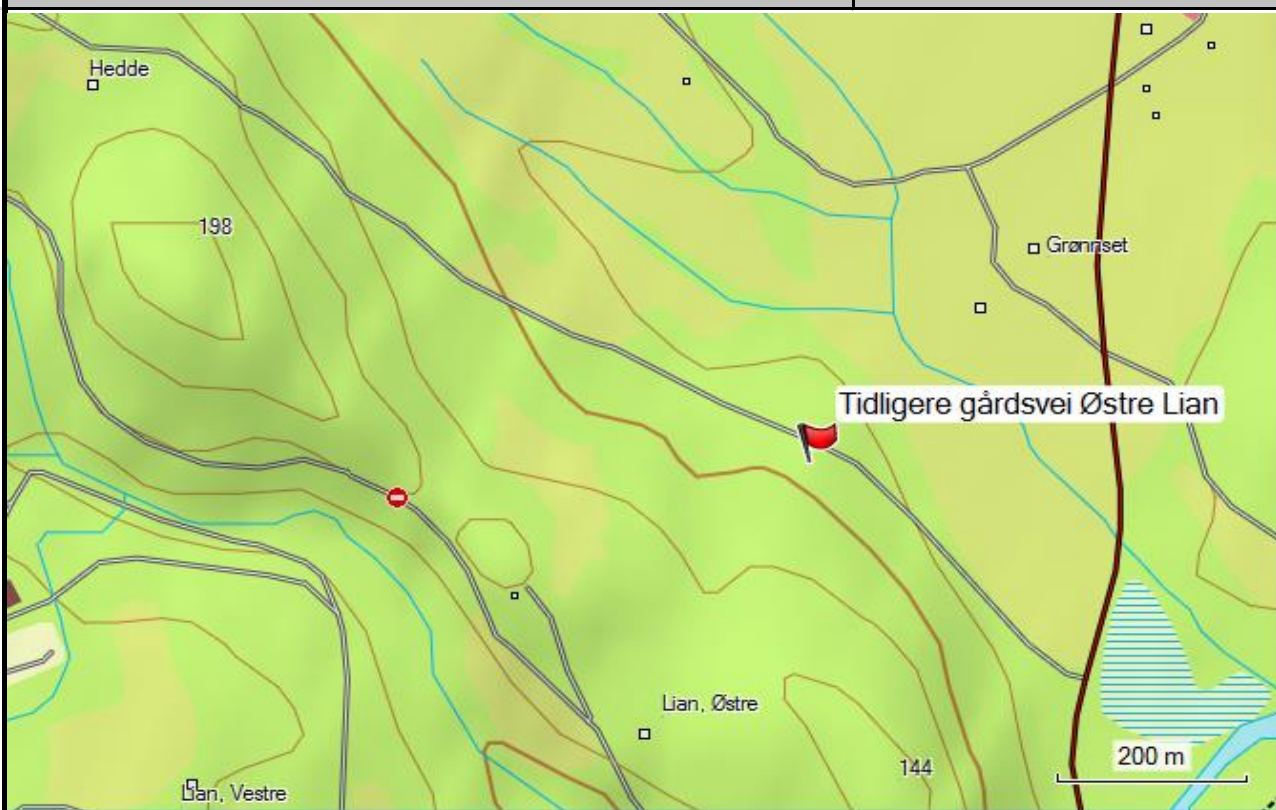 Hedde
198
Grønnset
Tidligere gårdsvei Østre Lian
Lian, Østre
144
200 m
Lian, Vestre